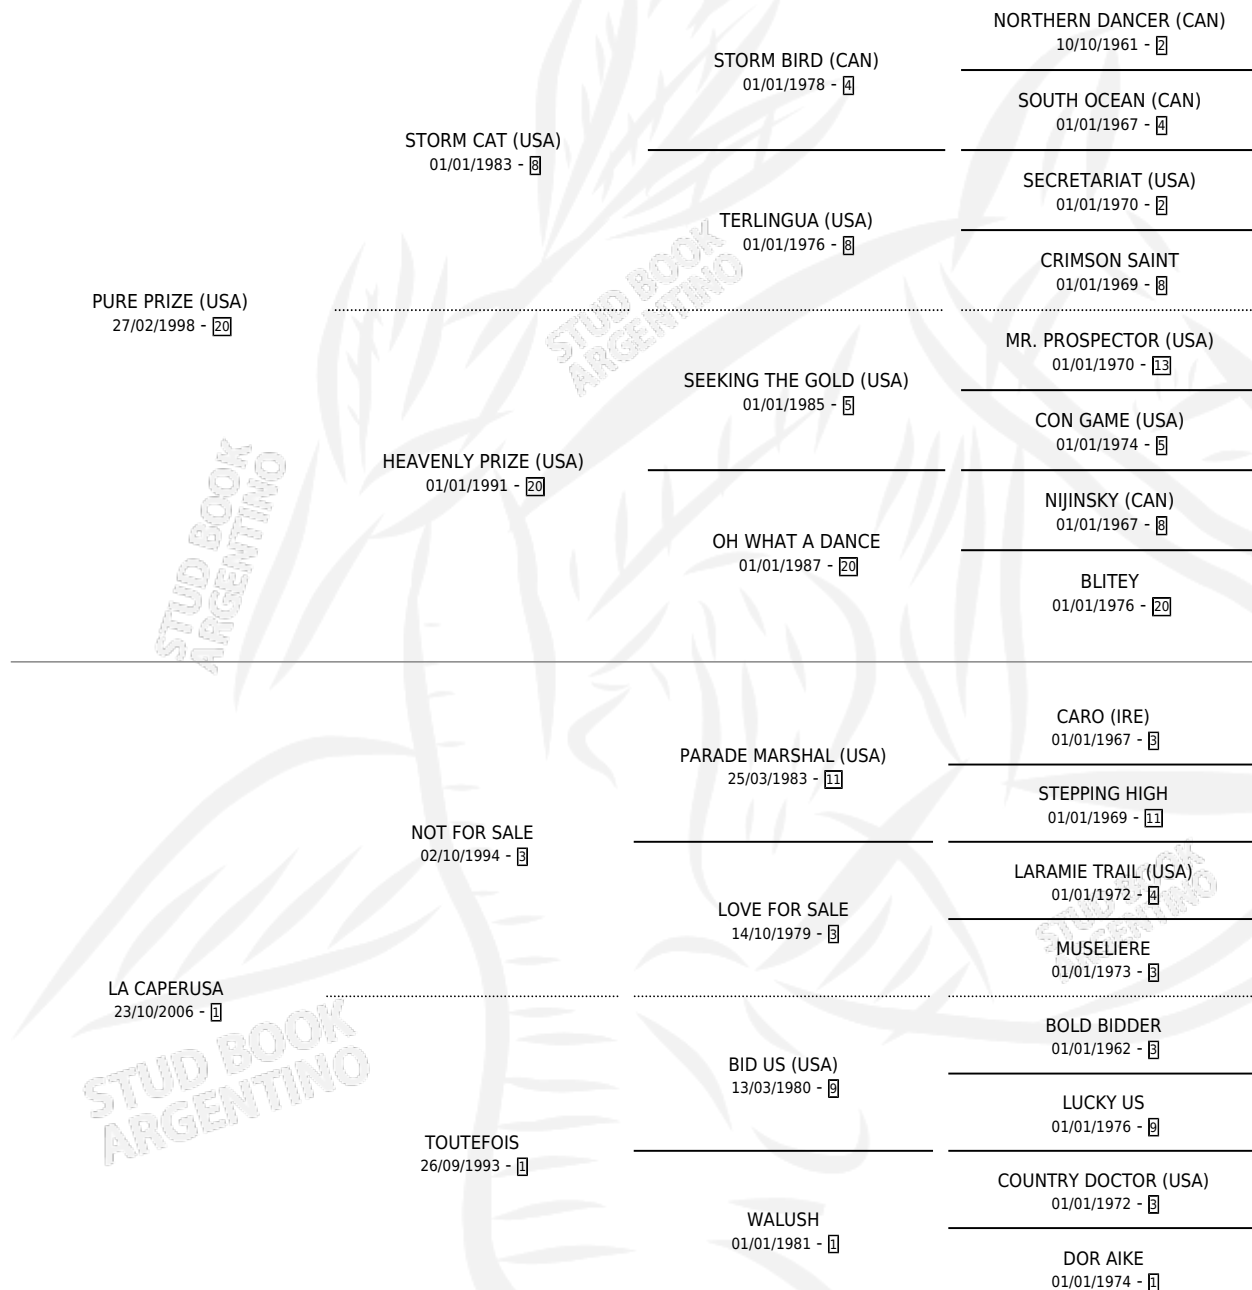 NORTHERN DANCER (CAN)
10/10/1961 - 2
STORM BIRD (CAN)
01/01/1978 - 4
SOUTH OCEAN (CAN)
01/01/1967 - 4
STORM CAT (USA)
01/01/1983 - 8
SECRETARIAT (USA)
01/01/1970 - 2
TERLINGUA (USA)
01/01/1976 - 8
CRIMSON SAINT
01/01/1969 - 8
PURE PRIZE (USA)
27/02/1998 - 20
MR. PROSPECTOR (USA)
01/01/1970 - 13
SEEKING THE GOLD (USA)
01/01/1985 - 5
CON GAME (USA)
01/01/1974 - 5
HEAVENLY PRIZE (USA)
01/01/1991 - 20
NIJINSKY (CAN)
01/01/1967 - 8
OH WHAT A DANCE
01/01/1987 - 20
BLITEY
01/01/1976 - 20
CARO (IRE)
01/01/1967 - 3
PARADE MARSHAL (USA)
25/03/1983 - 11
STEPPING HIGH
01/01/1969 - 11
NOT FOR SALE
02/10/1994 - 3
LARAMIE TRAIL (USA)
01/01/1972 - 4
LOVE FOR SALE
14/10/1979 - 3
MUSELIERE
01/01/1973 - 3
LA CAPERUSA
23/10/2006 - 1
BOLD BIDDER
01/01/1962 - 3
BID US (USA)
13/03/1980 - 9
LUCKY US
01/01/1976 - 9
TOUTEFOIS
26/09/1993 - 1
COUNTRY DOCTOR (USA)
01/01/1972 - 3
WALUSH
01/01/1981 - 1
DOR AIKE
01/01/1974 - 1
STUD BOOK
ARGENTINO
STUD BOOK
ARGENTINO
STUD BOOK
ARGENTINO
STUD BOOK
ARGENTINO